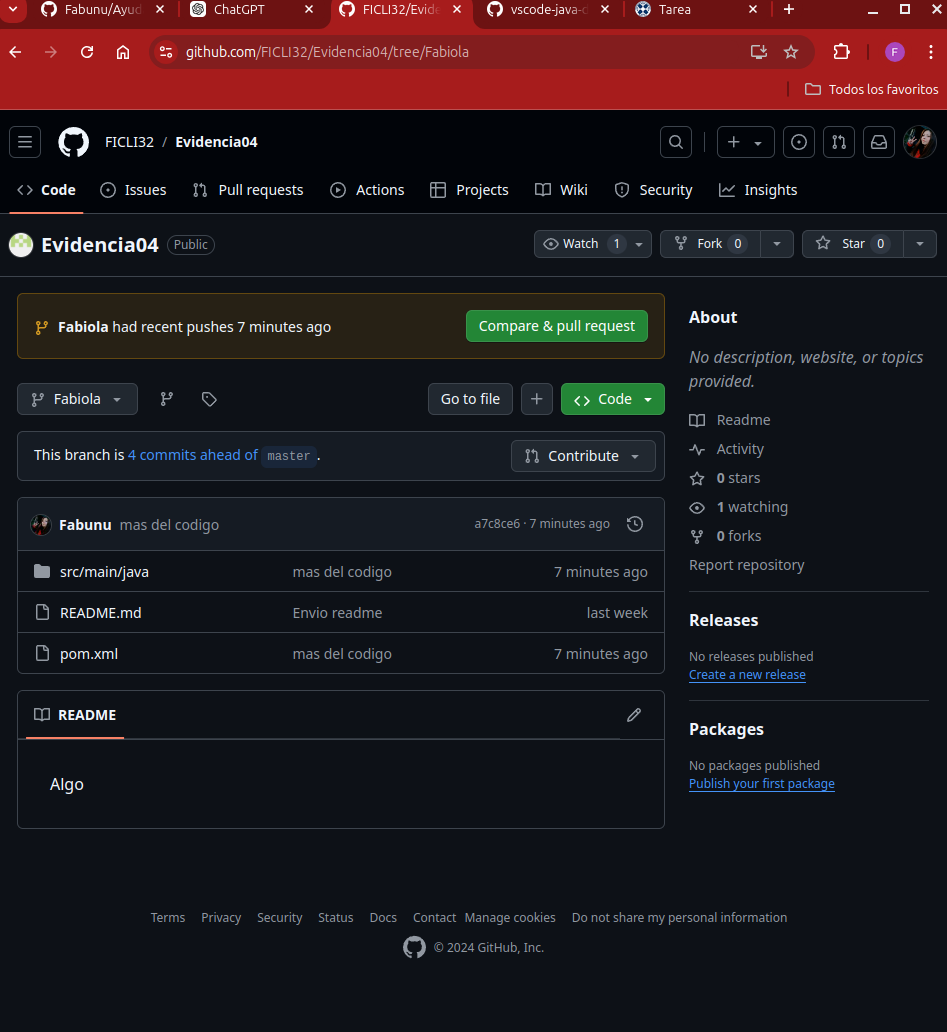 Fabunu/Ayud
ChatGPT
FICLI32/Evide
vscode-java-d
Tarea
github.com/FICLI32/Evidencia04/tree/Fabiola
F
Todos los favoritos
FICLI32 / Evidencia04
Code
Issues
Pull requests
Actions
Projects
Wiki
Security
Insights
Evidencia04
Public
Watch 1
Fork 0
Star 0
Fabiola had recent pushes 7 minutes ago
Compare & pull request
Fabiola
Go to file
Code
This branch is 4 commits ahead of master.
Contribute
Fabunu mas del codigo
a7c8ce6 · 7 minutes ago
src/main/java mas del codigo 7 minutes ago
README.md Envio readme last week
pom.xml mas del codigo 7 minutes ago
README
Algo
About
No description, website, or topics
provided.
Readme
Activity
0 stars
1 watching
0 forks
Report repository
Releases
No releases published
Create a new release
Packages
No packages published
Publish your first package
Terms Privacy Security Status Docs Contact Manage cookies Do not share my personal information
© 2024 GitHub, Inc.